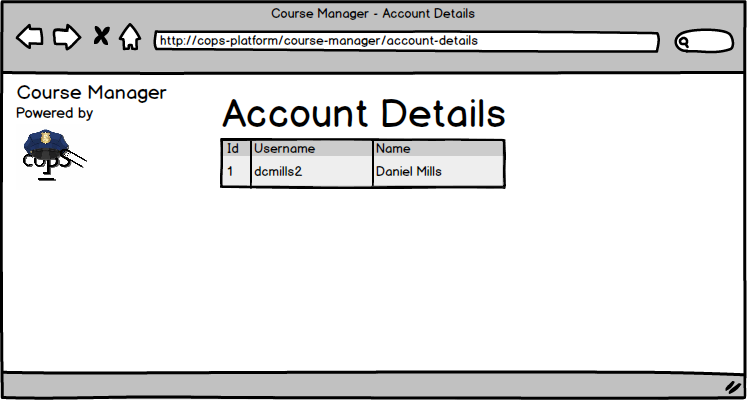 Course Manager - Account Details
http://cops-platform/course-manager/account-details
Course Manager
Powered by
COPS
Account Details
Id Username Name
1 dcmills2 Daniel Mills